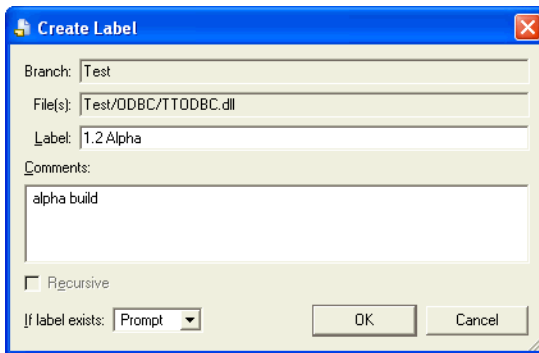 Create Label
Branch: Test
File(s): Test/ODBC/TTODBC.dll
Label: 1.2 Alpha
Comments:
alpha build
Recursive
If label exists: Prompt OK Cancel